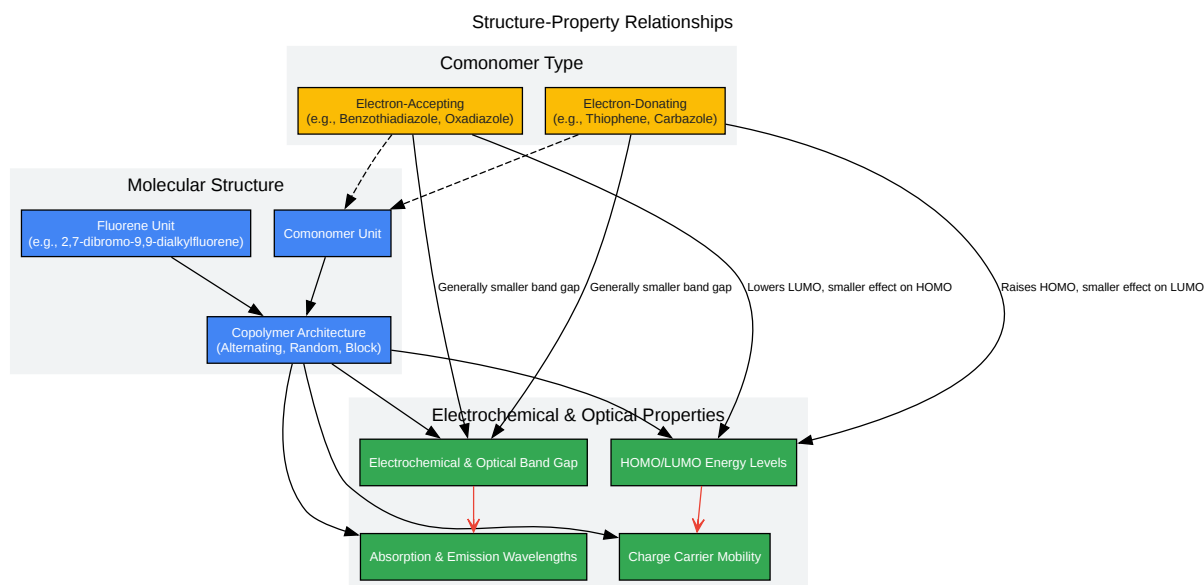 Structure-Property Relationships
Comonomer Type
Electron-Accepting
(e.g., Benzothiadiazole, Oxadiazole)
Electron-Donating
(e.g., Thiophene, Carbazole)
Molecular Structure
Fluorene Unit
(e.g., 2,7-dibromo-9,9-dialkylfluorene)
Comonomer Unit
Generally smaller band gap
Generally smaller band gap
Lowers LUMO, smaller effect on HOMO
Raises HOMO, smaller effect on LUMO
Copolymer Architecture
(Alternating, Random, Block)
Electrochemical & Optical Properties
Electrochemical & Optical Band Gap
HOMO/LUMO Energy Levels
Absorption & Emission Wavelengths
Charge Carrier Mobility